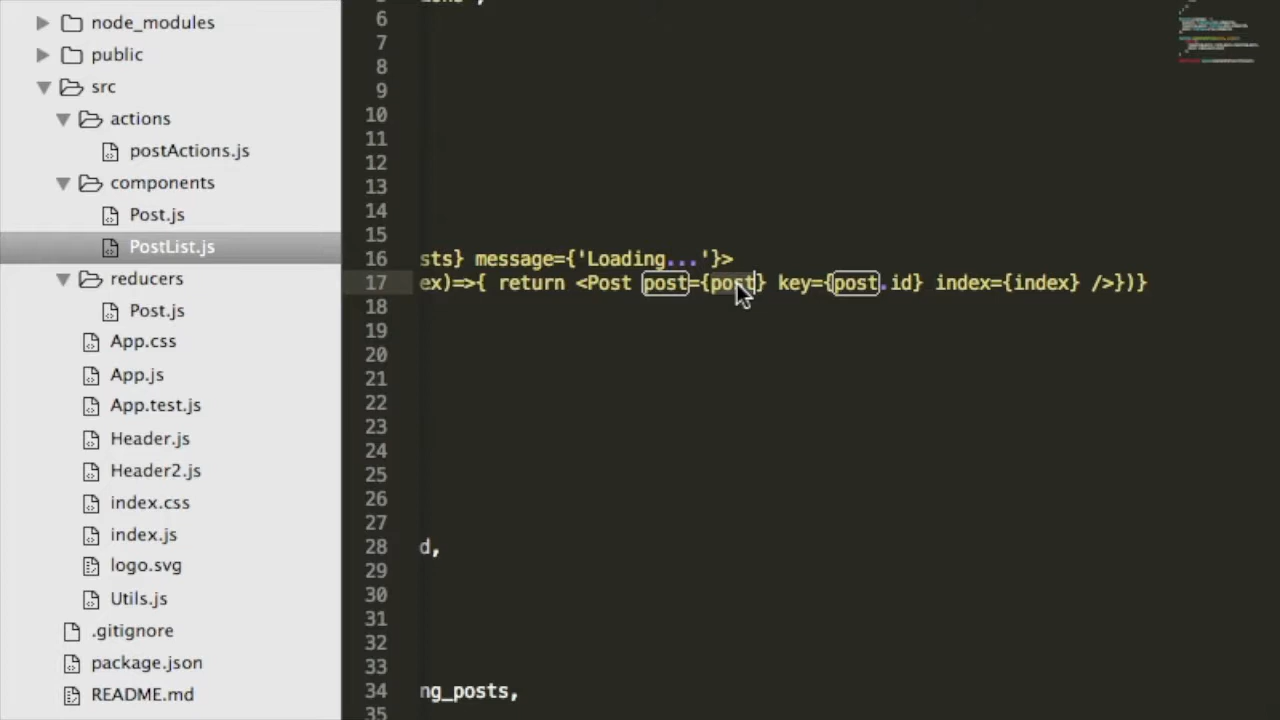 node_modules
public
src
actions
postActions.js
components
Post.js
PostList.js
reducers
Post.js
App.css
App.js
App.test.js
Header.js
Header2.js
index.css
index.js
logo.svg
Utils.js
.gitignore
package.json
README.md
6
7
8
9
10
11
12
13
14
15
16 sts} message={'Loading...'}>
17 ex)=>{ return <Post post={post} key={post.id} index={index} />})}
18
19
20
21
22
23
24
25
26
27
28 d,
29
30
31
32
33
34 ng_posts,
35